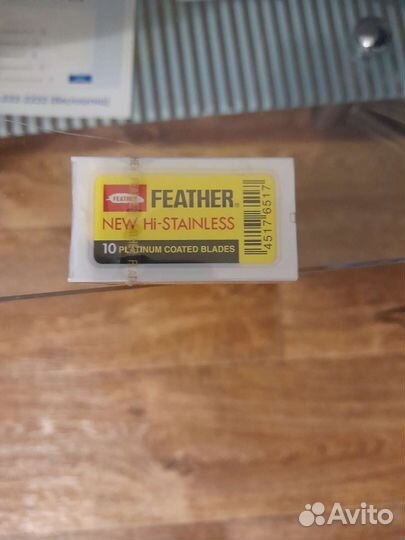 FEATHER
FEATHER
NEW Hi-STAINLESS
10 PLATINUM COATED BLADES
4517 6517
Avito